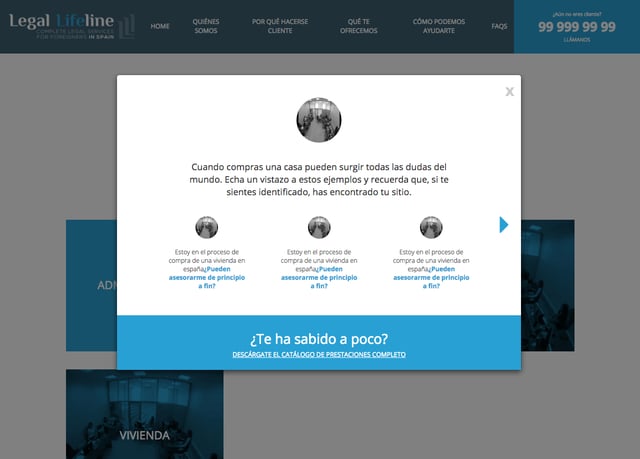 Legal Lifeline
COMPLETE LEGAL SERVICES
FOR FOREIGNERS IN SPAIN
HOME
QUIÉNES
SOMOS
POR QUÉ HACERSE
CLIENTE
QUÉ TE
OFRECEMOS
CÓMO PODEMOS
AYUDARTE
FAQS
¿Aún no eres cliente?
99 999 99 99
LLÁMANOS
X
Cuando compras una casa pueden surgir todas las dudas del
mundo. Echa un vistazo a estos ejemplos y recuerda que, si te
sientes identificado, has encontrado tu sitio.
Estoy en el proceso de
compra de una vivienda en
españa¿Pueden
asesorarme de principio
a fin?
Estoy en el proceso de
compra de una vivienda en
españa¿Pueden
asesorarme de principio
a fin?
Estoy en el proceso de
compra de una vivienda en
españa¿Pueden
asesorarme de principio
a fin?
¿Te ha sabido a poco?
DESCÁRGATE EL CATÁLOGO DE PRESTACIONES COMPLETO
VIVIENDA